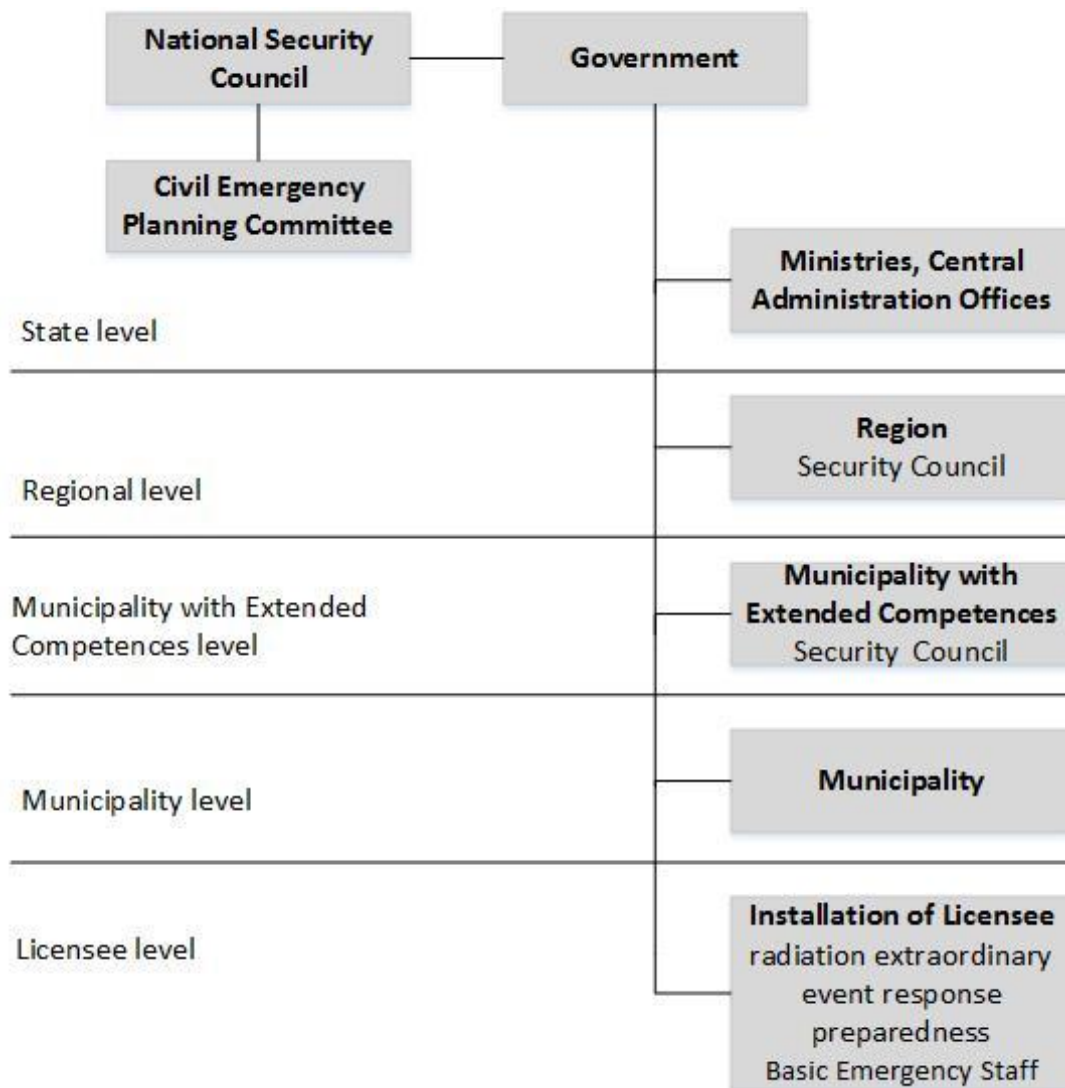 National Security
Council
Government
Civil Emergency
Planning Committee
Ministries, Central
Administration Offices
State level
Region
Security Council
Regional level
Municipality with
Extended Competences
Security Council
Municipality with Extended
Competences level
Municipality
Municipality level
Installation of Licensee
radiation extraordinary
event response
preparedness
Basic Emergency Staff
Licensee level